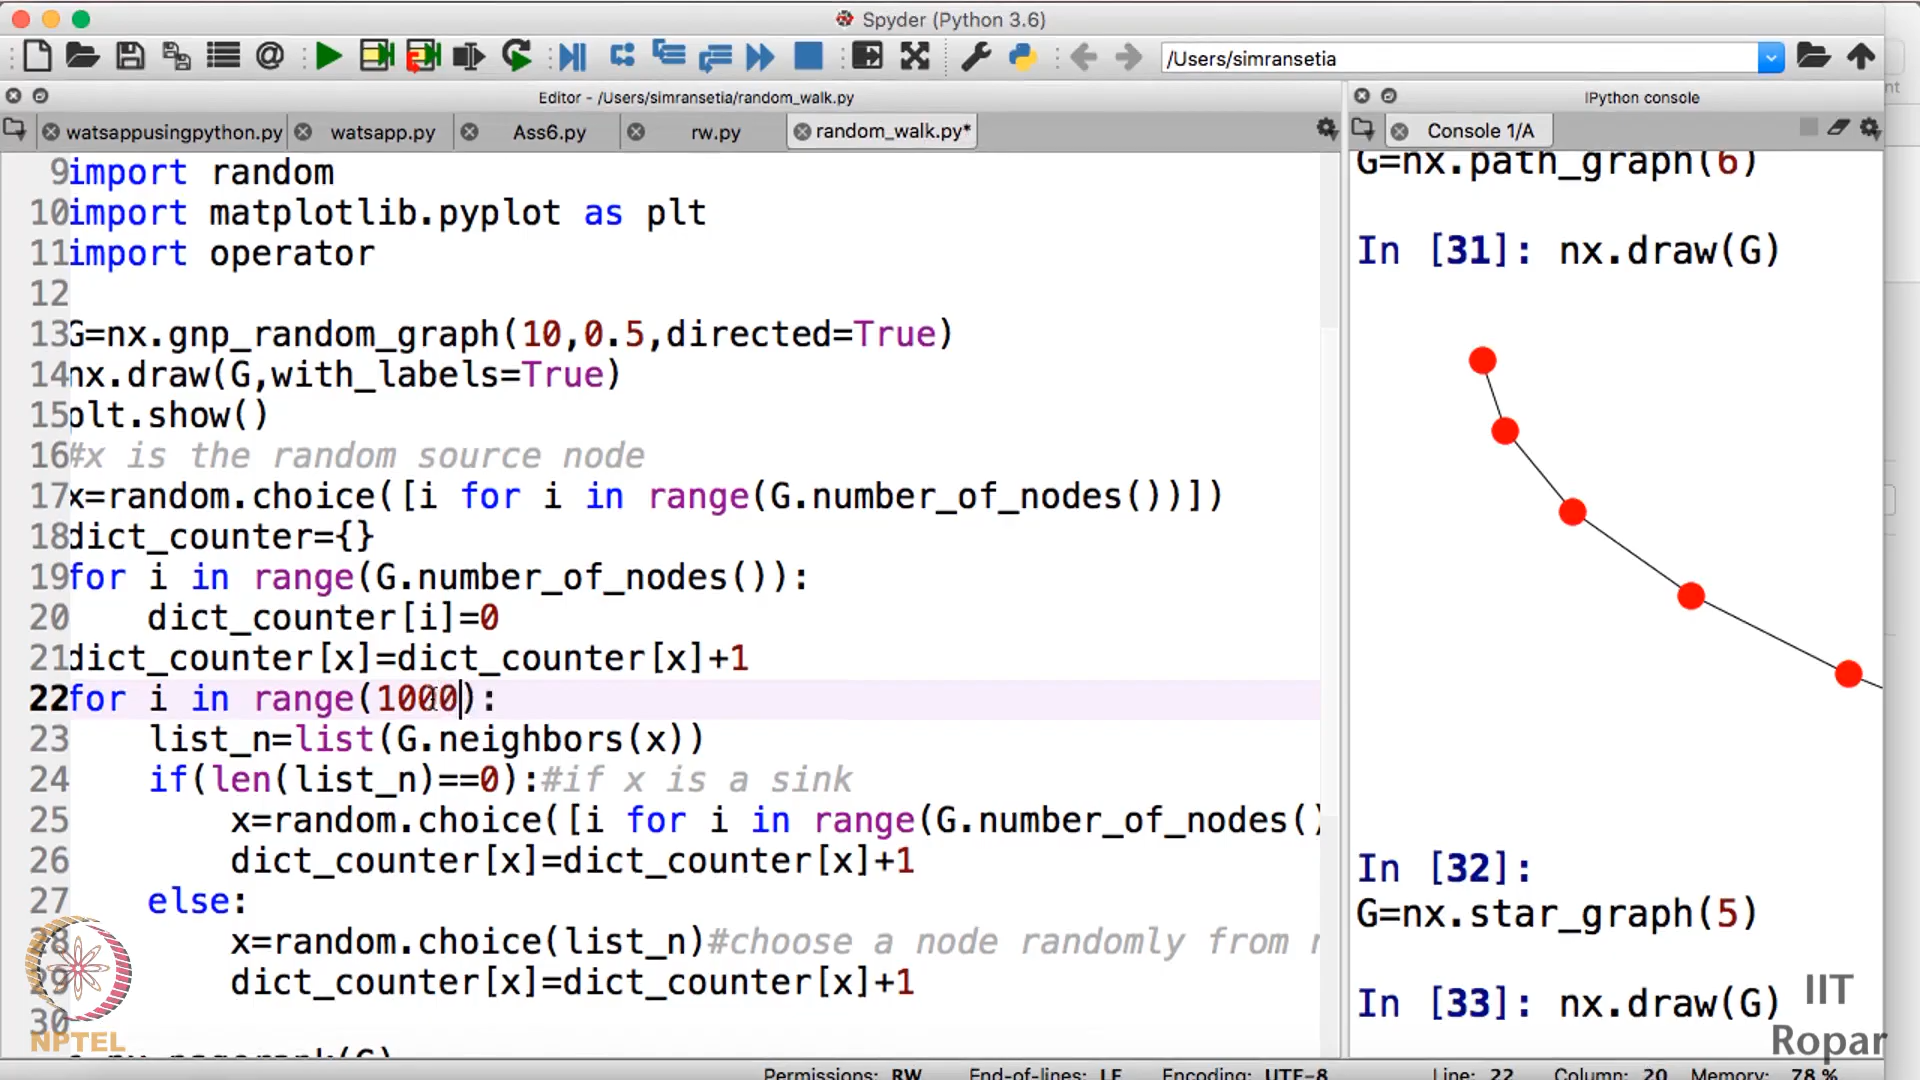 Spyder (Python 3.6)
/Users/simransetia
Editor - /Users/simransetia/random_walk.py
IPython console
watsappusingpython.py
watsapp.py
Ass6.py
rw.py
random_walk.py*
Console 1/A
9import random
10import matplotlib.pyplot as plt
11import operator
12
13G=nx.gnp_random_graph(10,0.5,directed=True)
14nx.draw(G,with_labels=True)
15plt.show()
16#x is the random source node
17x=random.choice([i for i in range(G.number_of_nodes())])
18dict_counter={}
19for i in range(G.number_of_nodes()):
20    dict_counter[i]=0
21dict_counter[x]=dict_counter[x]+1
22for i in range(1000):
23    list_n=list(G.neighbors(x))
24    if(len(list_n)==0):#if x is a sink
25        x=random.choice([i for i in range(G.number_of_nodes()
26        dict_counter[x]=dict_counter[x]+1
27    else:
28        x=random.choice(list_n)#choose a node randomly from
29        dict_counter[x]=dict_counter[x]+1
30
G=nx.path_graph(6)
In [31]: nx.draw(G)
In [32]:
G=nx.star_graph(5)
In [33]: nx.draw(G)
NPTEL
IIT
Ropar
Permissions: RW
End-of-lines: LF
Encoding: UTF-8
Line: 22
Column: 20
Memory: 78 %